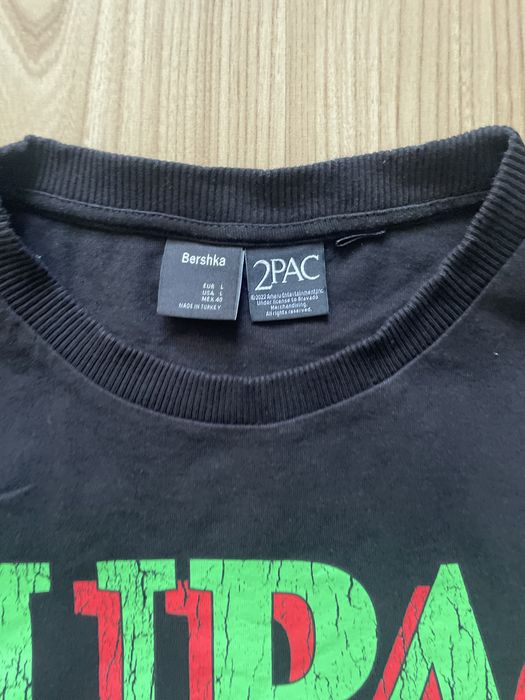 Bershka
EUR L
USA L
MEX 40
MADE IN TURKEY
2PAC
©2022 Amaru Entertainment Inc.
Under license to Bravado
Merchandising.
All rights reserved.
UPA